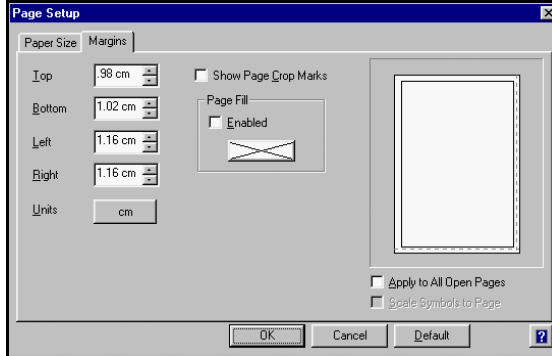 Page Setup
Paper Size Margins
Top .98 cm
Bottom 1.02 cm
Left 1.16 cm
Right 1.16 cm
Units cm
Show Page Crop Marks
Page Fill
Enabled
Apply to All Open Pages
Scale Symbols to Page
OK Cancel Default ?